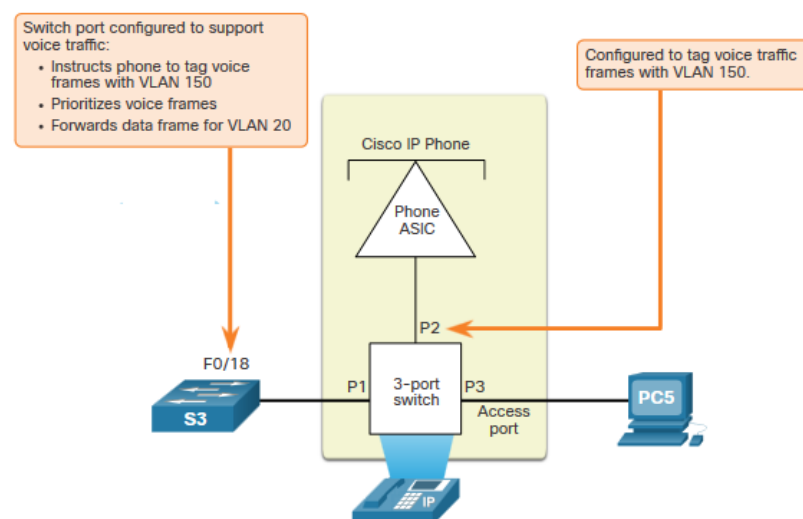 Switch port configured to support
voice traffic:
• Instructs phone to tag voice
frames with VLAN 150
• Prioritizes voice frames
• Forwards data frame for VLAN 20
Configured to tag voice traffic
frames with VLAN 150.
Cisco IP Phone
Phone
ASIC
P2
F0/18
P1
3-port
switch
P3
Access
port
S3
PC5
IP